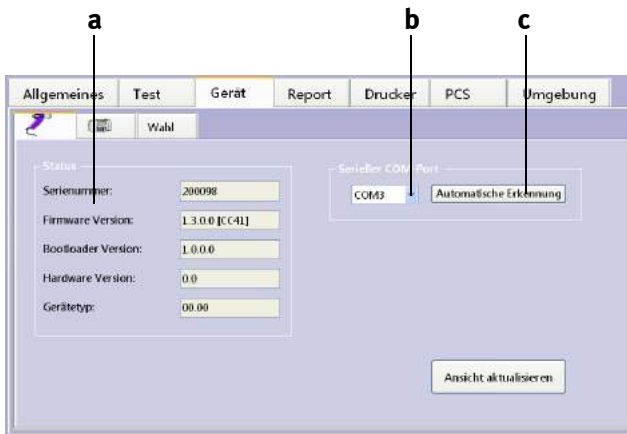 a b c
Allgemeines Test Gerät Report Drucker PCS Umgebung
Wahl
Status
Serieller COM Port
Serienummer: 200098 COM3 Automatische Erkennung
Firmware Version: 1.3.0.0 [CC41]
Bootloader Version: 1.0.0.0
Hardware Version: 0.0
Gerätetyp: 00.00
Ansicht aktualisieren